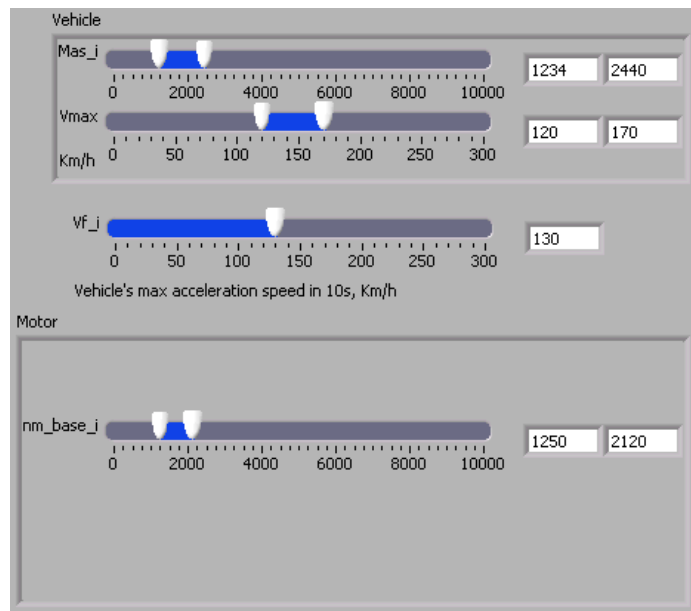 Vehicle
Mas_i 1234 2440
0 2000 4000 6000 8000 10000
Vmax 120 170
Km/h 0 50 100 150 200 250 300
Vf_i 130
0 50 100 150 200 250 300
Vehicle's max acceleration speed in 10s, Km/h
Motor
nm_base_i 1250 2120
0 2000 4000 6000 8000 10000